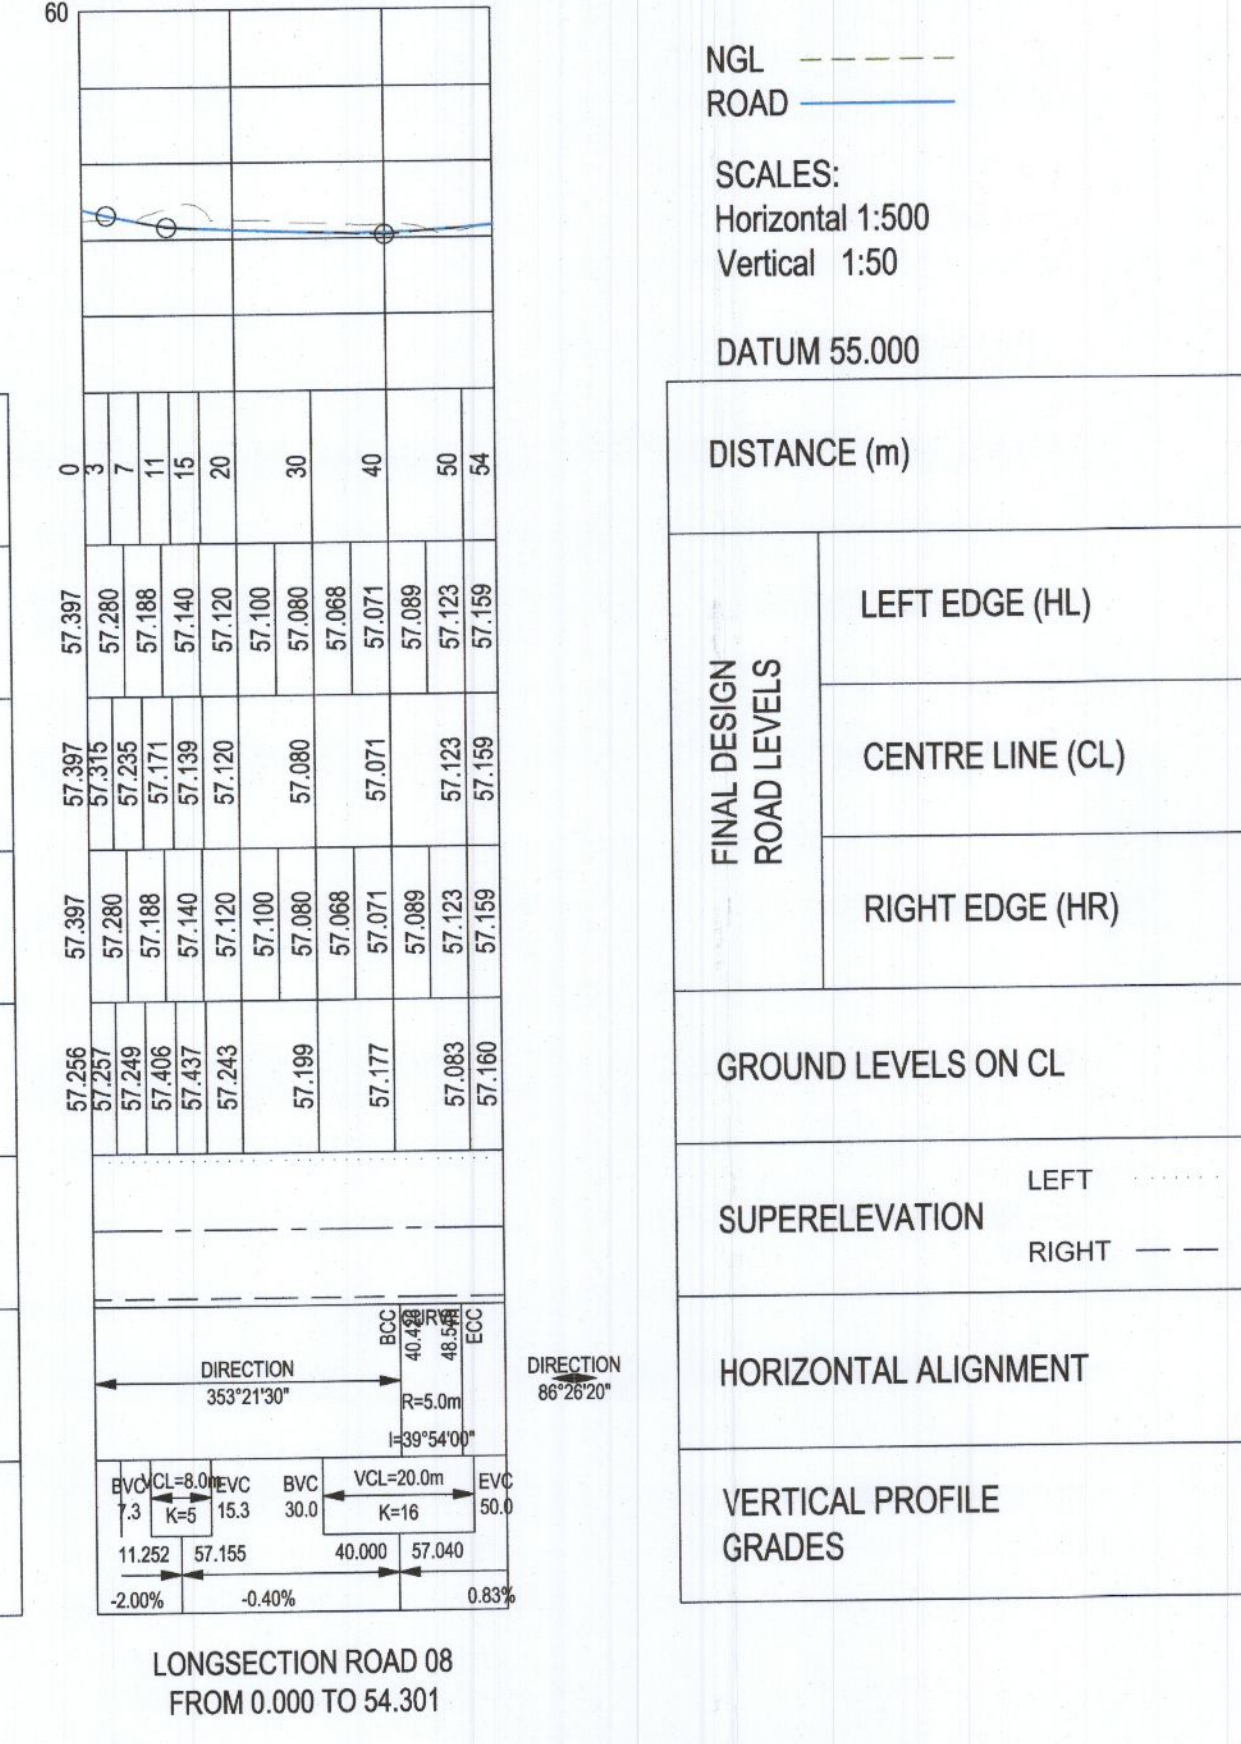 60
NGL
ROAD
SCALES:
Horizontal 1:500
Vertical 1:50
DATUM 55.000
DISTANCE (m)
0 3 7 11 15 20 30 40 50 54
FINAL DESIGN
ROAD LEVELS
LEFT EDGE (HL)
57.397 57.280 57.188 57.140 57.120 57.100 57.080 57.068 57.071 57.089 57.123 57.159
CENTRE LINE (CL)
57.397 57.315 57.235 57.171 57.139 57.120 57.080 57.071 57.123 57.159
RIGHT EDGE (HR)
57.397 57.280 57.188 57.140 57.120 57.100 57.080 57.068 57.071 57.089 57.123 57.159
GROUND LEVELS ON CL
57.256 57.257 57.249 57.406 57.437 57.243 57.199 57.177 57.083 57.160
SUPERELEVATION
LEFT
RIGHT
HORIZONTAL ALIGNMENT
BCC CURVE ECC
DIRECTION
353°21'30"
R=5.0m
I=39°54'00"
DIRECTION
86°26'20"
VERTICAL PROFILE
GRADES
BVC VCL=8.0m EVC BVC VCL=20.0m EVC
7.3 K=5 15.3 30.0 K=16 50.0
11.252 57.155 40.000 57.040
-2.00% -0.40% 0.83%
LONGSECTION ROAD 08
FROM 0.000 TO 54.301